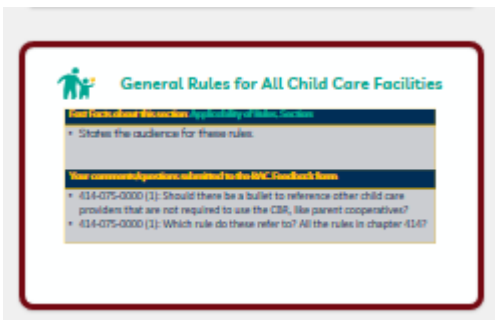 General Rules for All Child Care Facilities
Fast Facts about this section: Applicability of Rules, Section
• States the audience for these rules.
Your comments/questions submitted to the RAC Feedback form
• 414-075-0000 (1): Should there be a bullet to reference other child care
providers that are not required to use the CBR, like parent cooperatives?
• 414-075-0000 (1): Which rule do these refer to? All the rules in chapter 414?